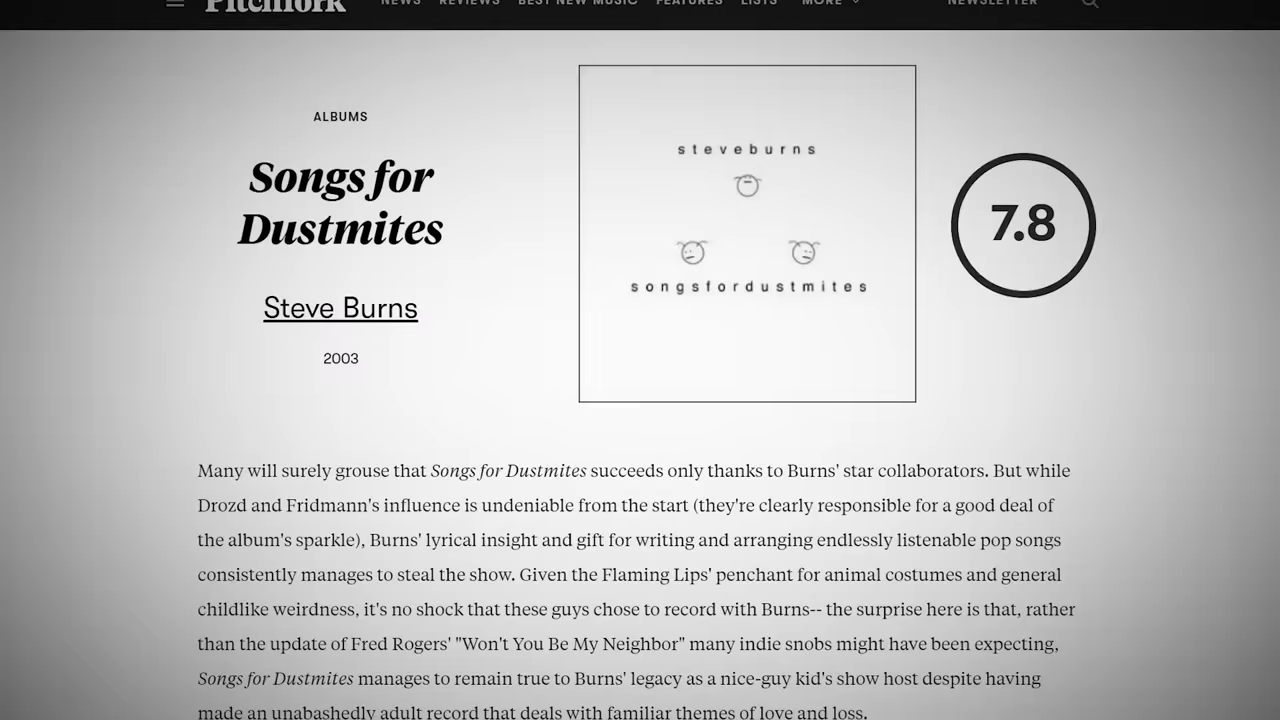 Pitchfork
NEWS REVIEWS BEST NEW MUSIC FEATURES LISTS MORE NEWSLETTER
ALBUMS
Songs for
Dustmites
Steve Burns
2003
steveburns
songsfordustmites
7.8
Many will surely grouse that Songs for Dustmites succeeds only thanks to Burns' star collaborators. But while
Drozd and Fridmann's influence is undeniable from the start (they're clearly responsible for a good deal of
the album's sparkle), Burns' lyrical insight and gift for writing and arranging endlessly listenable pop songs
consistently manages to steal the show. Given the Flaming Lips' penchant for animal costumes and general
childlike weirdness, it's no shock that these guys chose to record with Burns-- the surprise here is that, rather
than the update of Fred Rogers' "Won't You Be My Neighbor" many indie snobs might have been expecting,
Songs for Dustmites manages to remain true to Burns' legacy as a nice-guy kid's show host despite having
made an unabashedly adult record that deals with familiar themes of love and loss.